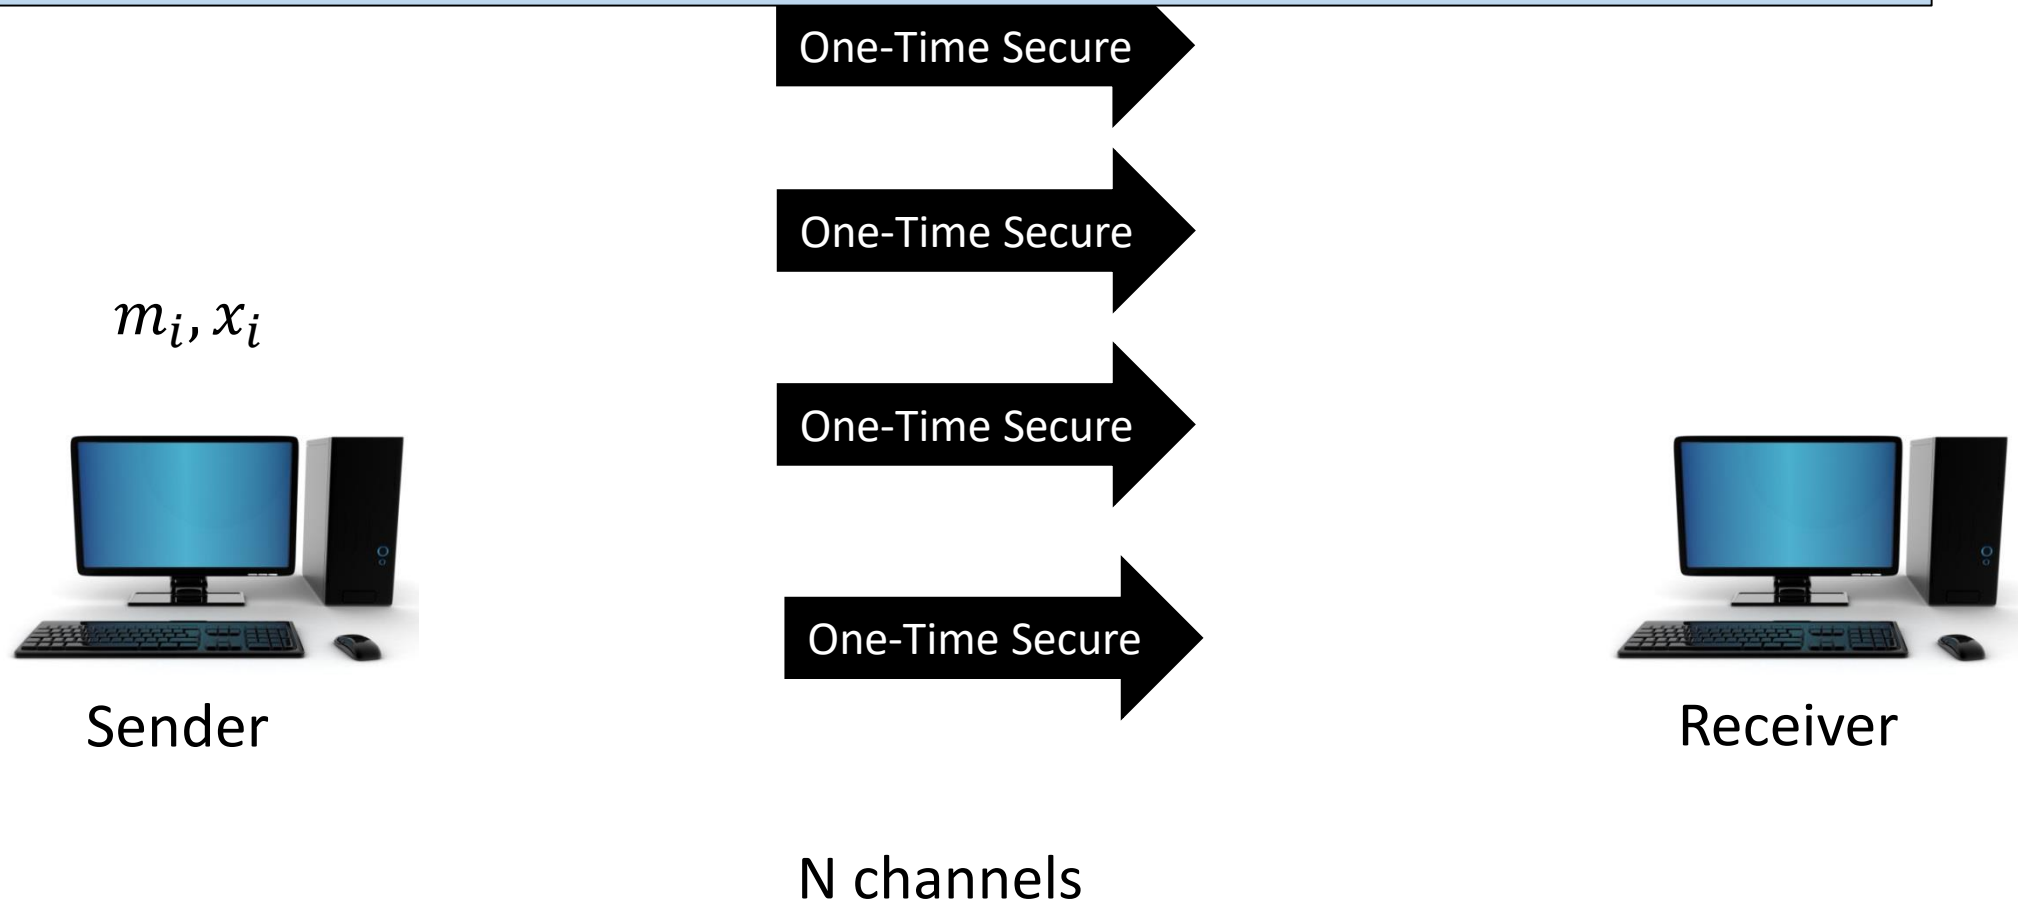 One-Time Secure
One-Time Secure
m_i, x_i
One-Time Secure
One-Time Secure
Sender
Receiver
N channels